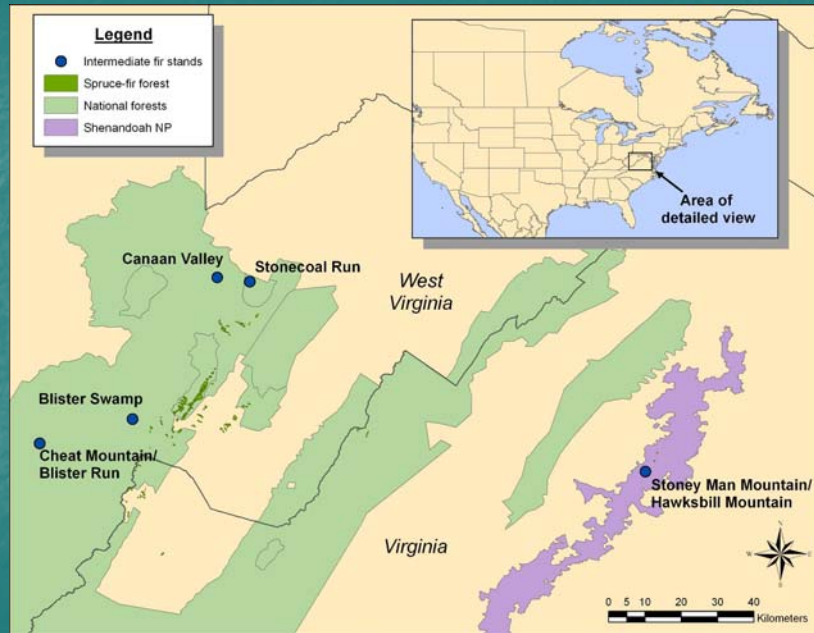 Legend
Intermediate fir stands
Spruce-fir forest
National forests
Shenandoah NP
Area of
detailed view
Canaan Valley
Stonecoal Run
West
Virginia
Blister Swamp
Cheat Mountain/
Blister Run
Stoney Man Mountain/
Hawksbill Mountain
Virginia
0 5 10 20 30 40
Kilometers